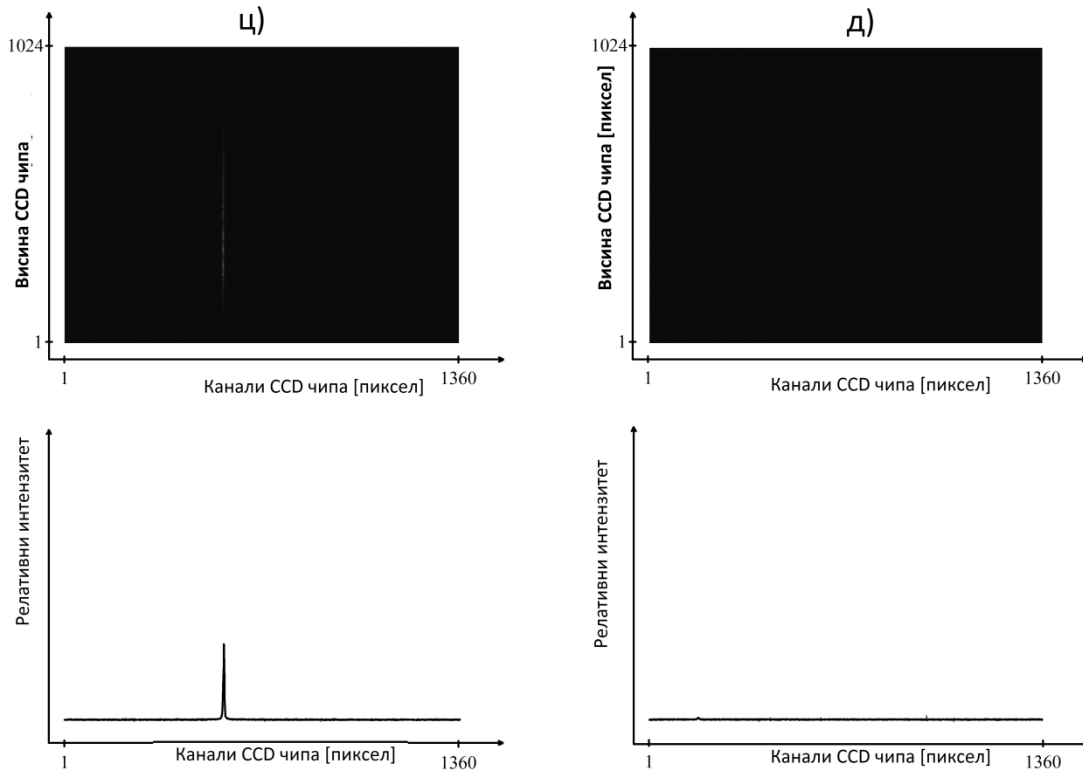 ц)
1024
Висина CCD чипа
1
1
1360
Канали CCD чипа [пиксел]
Релативни интензитет
1
1360
Канали CCD чипа [пиксел]
д)
1024
Висина CCD чипа [пиксел]
1
1
1360
Канали CCD чипа [пиксел]
Релативни интензитет
1
1360
Канали CCD чипа [пиксел]